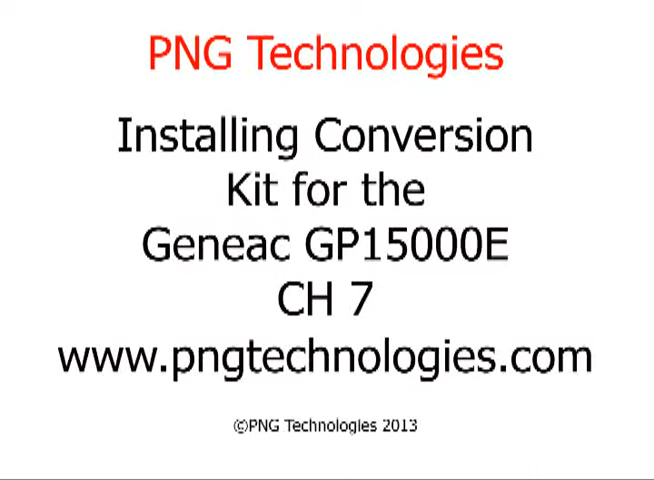 PNG Technologies
Installing Conversion
Kit for the
Geneac GP15000E
CH 7
www.pngtechnologies.com
©PNG Technologies 2013